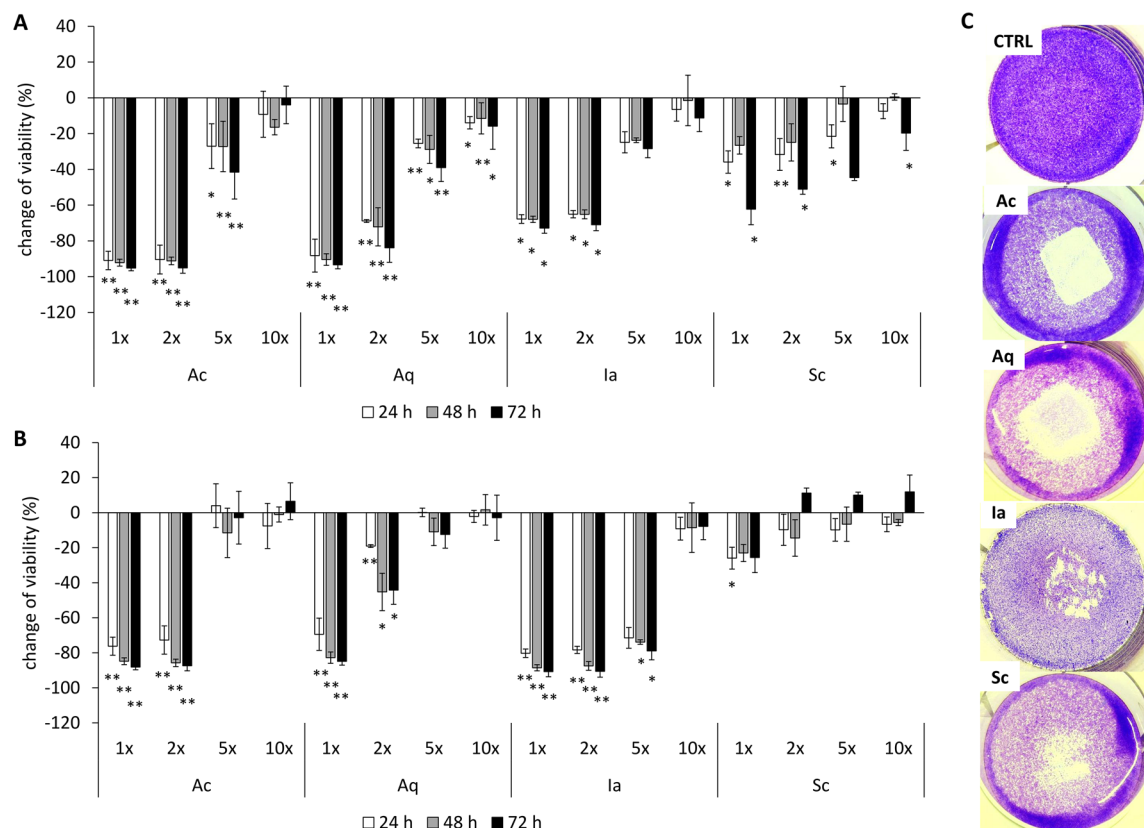 A
change of viability (%)
40
20
0
-20
-40
-60
-80
-100
-120
* * * * * * * * * * * *
** ** ** ** ** ** * ** ** ** ** ** ** ** ** ** * ** * ** * * * * * * * * * ** * * *
1x 2x 5x 10x 1x 2x 5x 10x 1x 2x 5x 10x 1x 2x 5x 10x
Ac Aq Ia Sc
24 h 48 h 72 h
B
change of viability (%)
40
20
0
-20
-40
-60
-80
-100
-120
** ** ** ** ** ** ** ** ** ** * * ** ** ** ** ** ** * * *
1x 2x 5x 10x 1x 2x 5x 10x 1x 2x 5x 10x 1x 2x 5x 10x
Ac Aq Ia Sc
24 h 48 h 72 h
C
CTRL
Ac
Aq
Ia
Sc